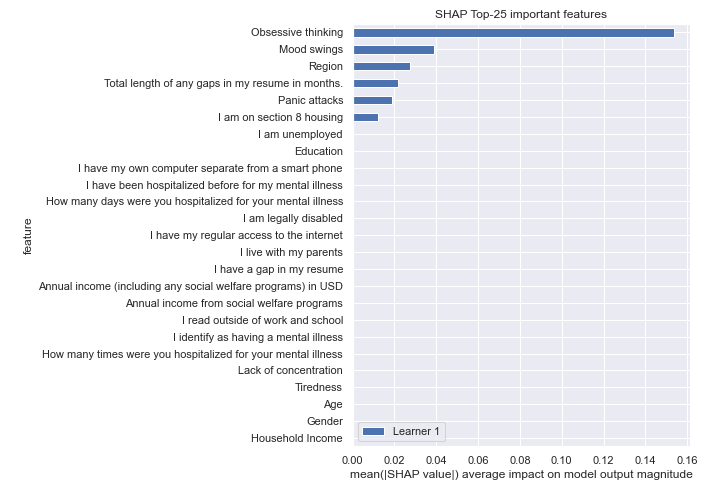 SHAP Top-25 important features
Obsessive thinking
Mood swings
Region
Total length of any gaps in my resume in months.
Panic attacks
I am on section 8 housing
I am unemployed
Education
I have my own computer separate from a smart phone
I have been hospitalized before for my mental illness
How many days were you hospitalized for your mental illness
I am legally disabled
I have my regular access to the internet
I live with my parents
I have a gap in my resume
Annual income (including any social welfare programs) in USD
Annual income from social welfare programs
I read outside of work and school
I identify as having a mental illness
How many times were you hospitalized for your mental illness
Lack of concentration
Tiredness
Age
Gender
Household Income
feature
Learner 1
0.00 0.02 0.04 0.06 0.08 0.10 0.12 0.14 0.16
mean(|SHAP value|) average impact on model output magnitude